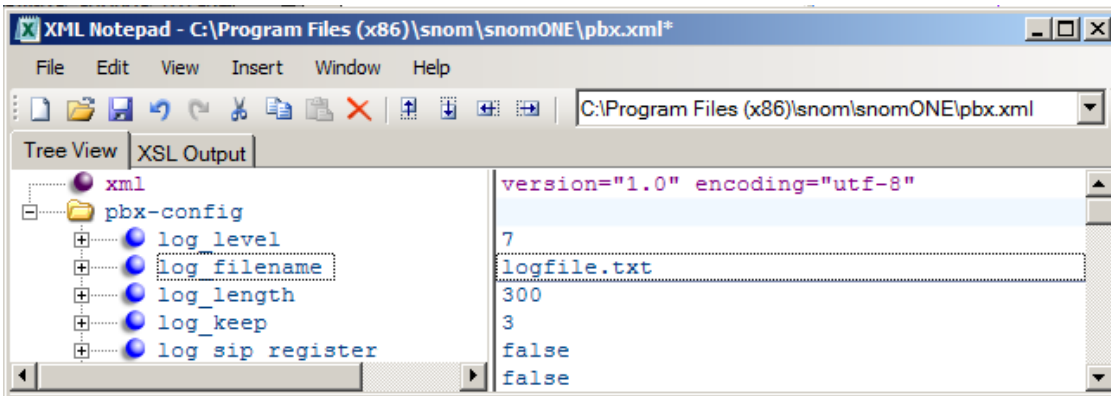 XML Notepad - C:\Program Files (x86)\snom\snomONE\pbx.xml*
File Edit View Insert Window Help
C:\Program Files (x86)\snom\snomONE\pbx.xml
Tree View XSL Output
xml version="1.0" encoding="utf-8"
pbx-config
log_level 7
log_filename logfile.txt
log_length 300
log_keep 3
log sip register false
false